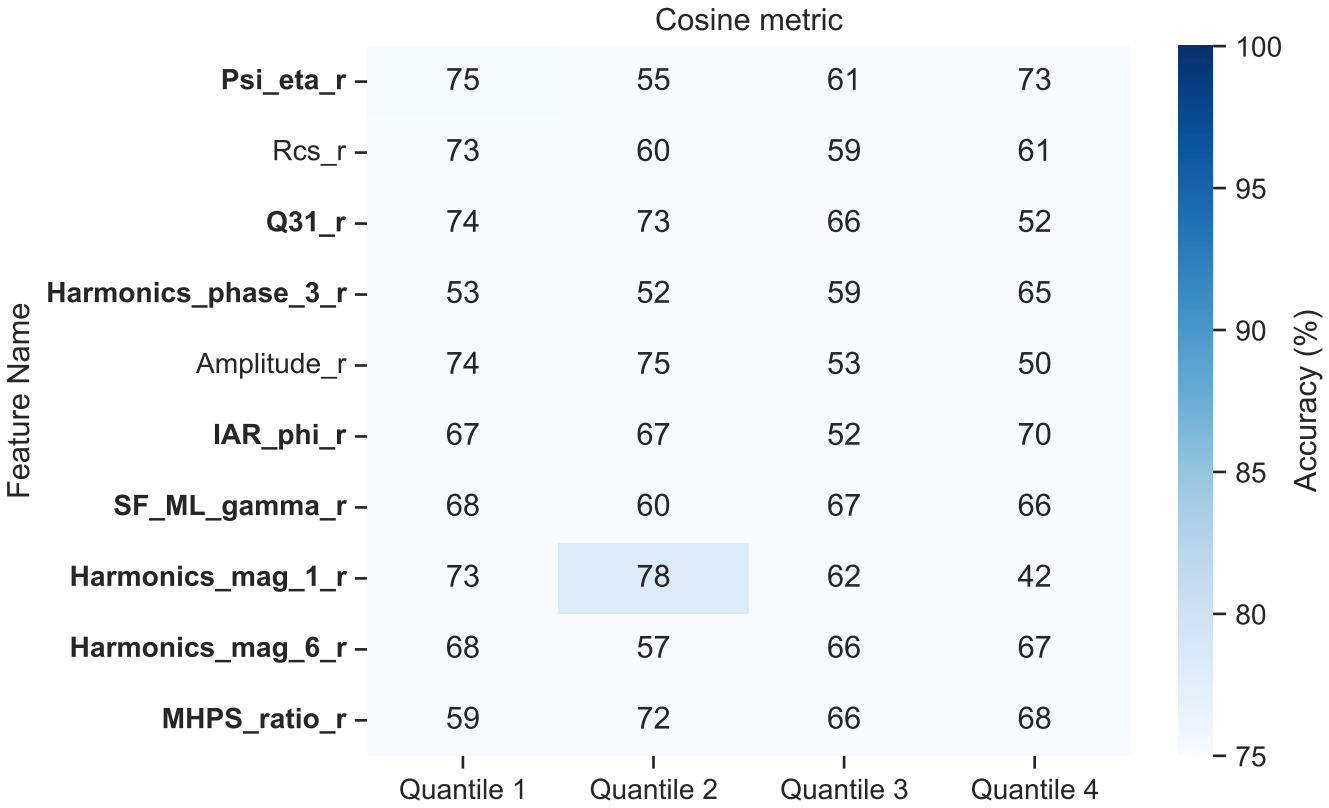 Cosine metric
Feature Name
Psi_eta_r 75 55 61 73
Rcs_r 73 60 59 61
Q31_r 74 73 66 52
Harmonics_phase_3_r 53 52 59 65
Amplitude_r 74 75 53 50
IAR_phi_r 67 67 52 70
SF_ML_gamma_r 68 60 67 66
Harmonics_mag_1_r 73 78 62 42
Harmonics_mag_6_r 68 57 66 67
MHPS_ratio_r 59 72 66 68
Quantile 1 Quantile 2 Quantile 3 Quantile 4
100
95
90
85
80
75
Accuracy (%)